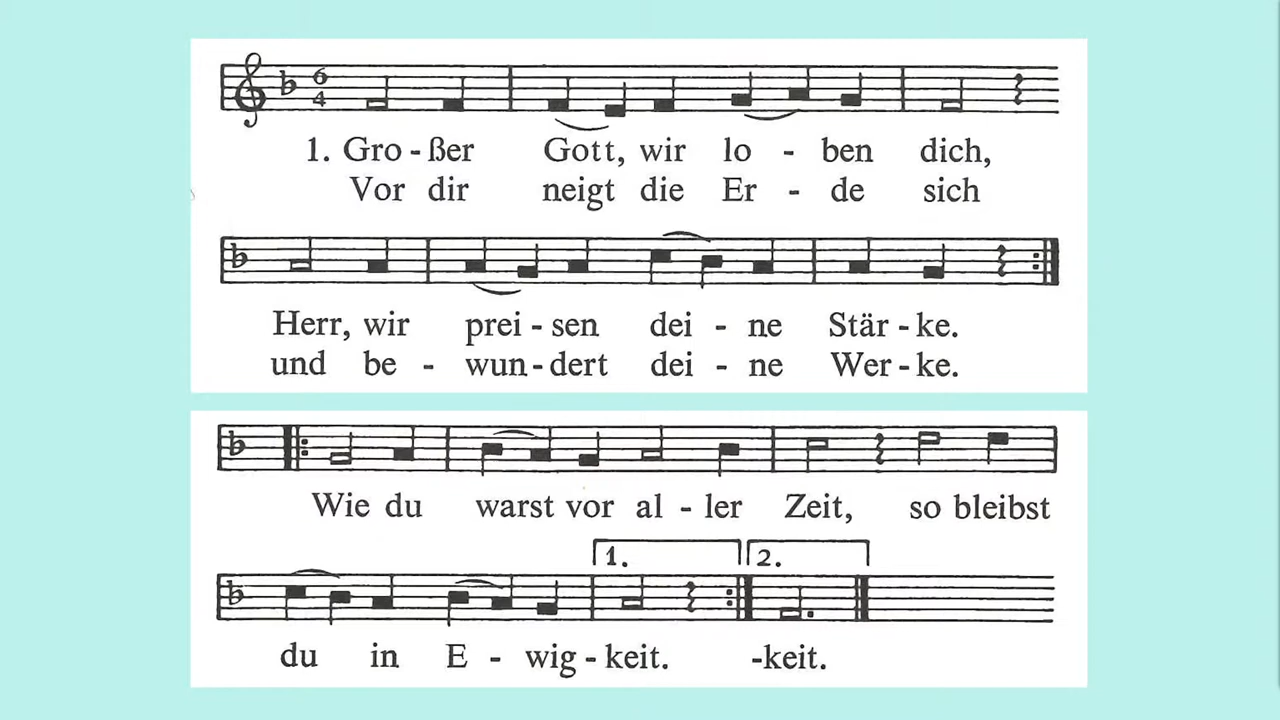 6
4
1. Gro - ßer Gott, wir lo - ben dich,
Vor dir neigt die Er - de sich
Herr, wir prei - sen dei - ne Stär - ke.
und be - wun - dert dei - ne Wer - ke.
Wie du warst vor al - ler Zeit, so bleibst
1. 2.
du in E - wig - keit. -keit.